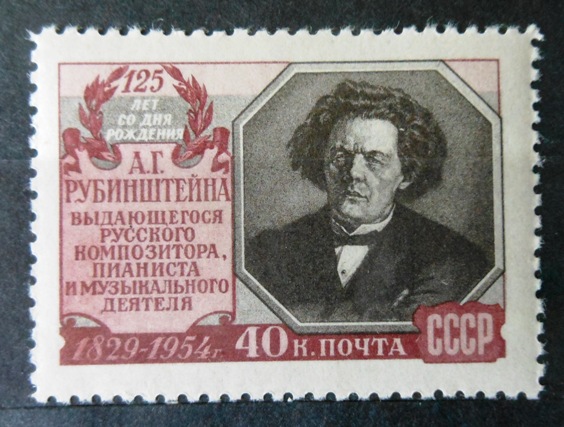 125
ЛЕТ
СО ДНЯ
РОЖДЕНИЯ
А.Г.
РУБИНШТЕЙНА
ВЫДАЮЩЕГОСЯ
РУССКОГО
КОМПОЗИТОРА,
ПИАНИСТА
И МУЗЫКАЛЬНОГО
ДЕЯТЕЛЯ
1829-1954г.
40 К. ПОЧТА
СССР